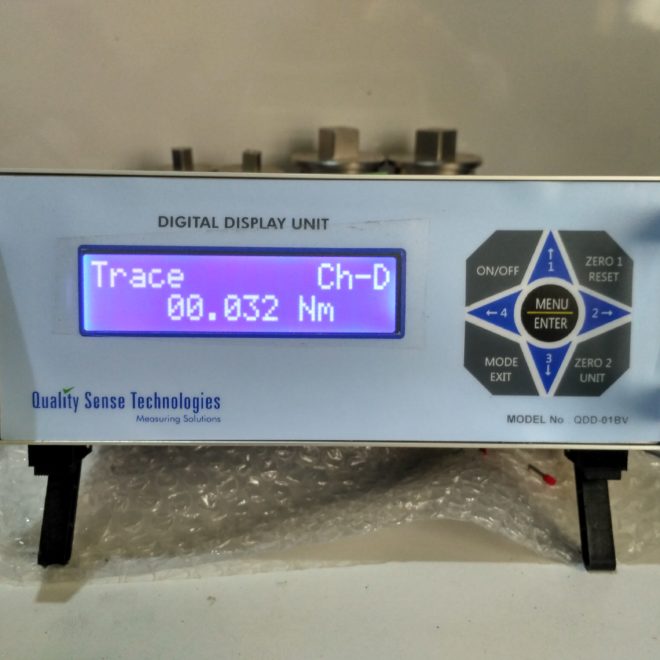 DIGITAL DISPLAY UNIT
Trace Ch-D
00.032 Nm
ON/OFF
↑
1
ZERO 1
RESET
←4
MENU
ENTER
2→
MODE
EXIT
3
↓
ZERO 2
UNIT
Quality Sense Technologies
Measuring Solutions
MODEL No QDD-01BV